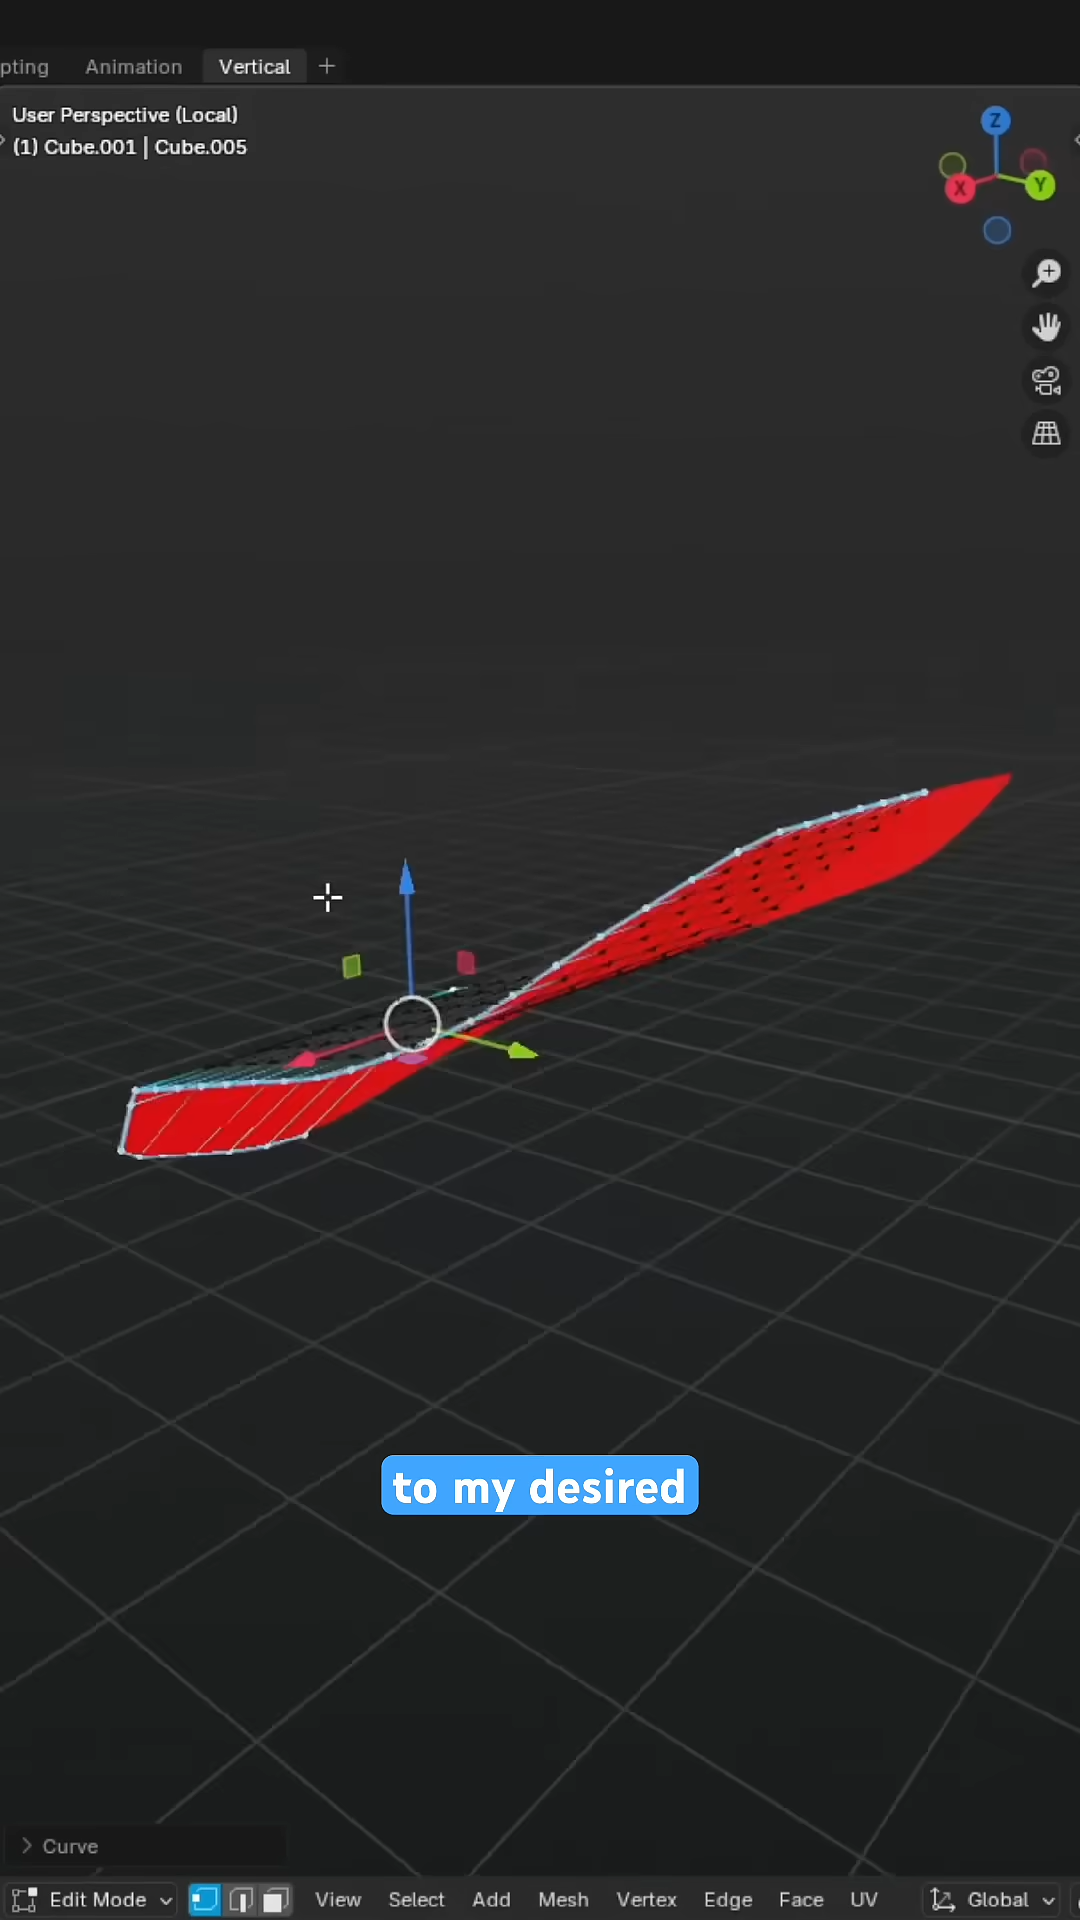 pting Animation Vertical +
User Perspective (Local)
(1) Cube.001 | Cube.005
Z
X
Y
to my desired
> Curve
Edit Mode View Select Add Mesh Vertex Edge Face UV Global